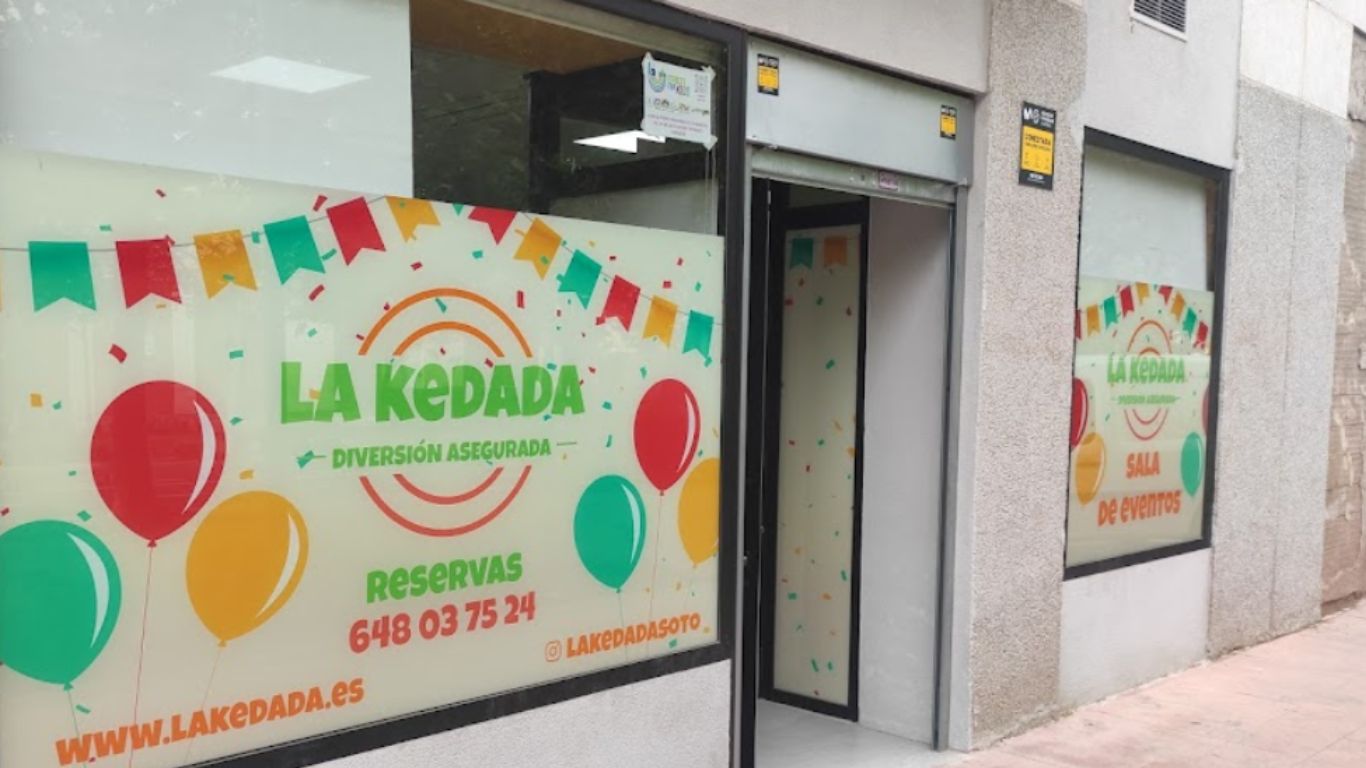 LA KeDADA
DIVERSIÓN ASEGURADA
ReSeRVAS
648 03 75 24
LAKeDADASOTO
WWW.LAKeDADA.eS
CONECTADA
LA KeDADA
DIVERSIÓN ASEGURADA
SALA
De eVeNTOS